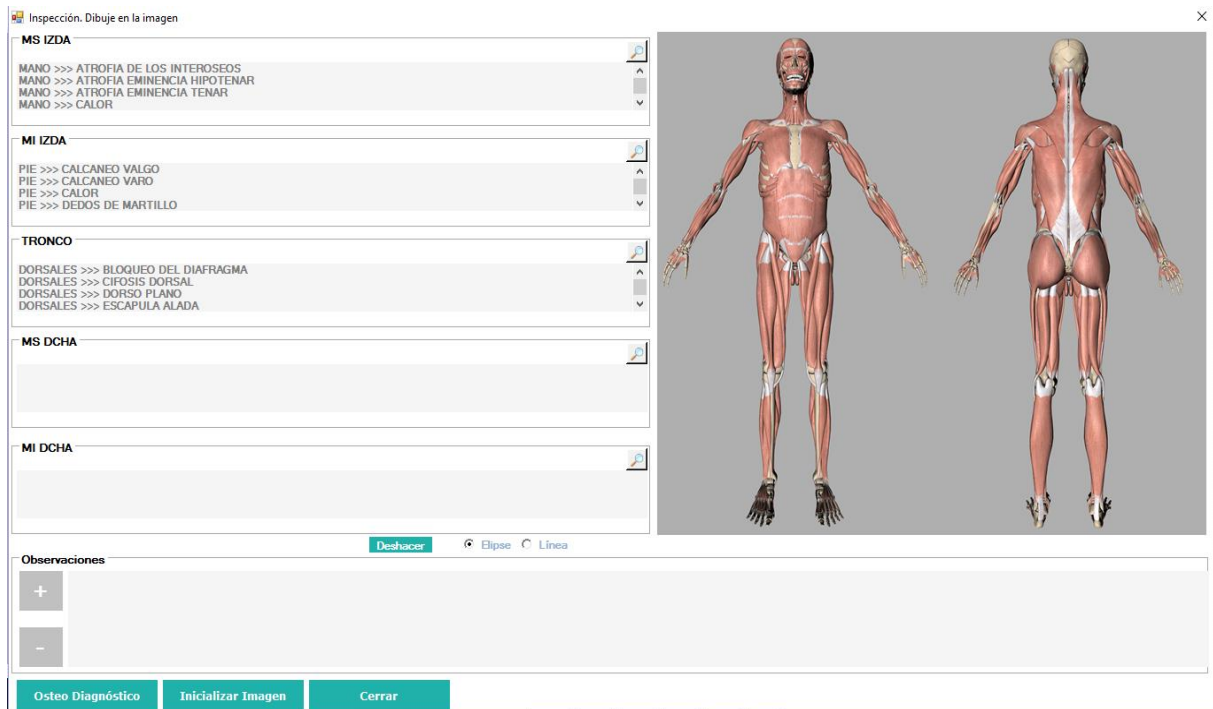 Inspección. Dibuje en la imagen
MS IZDA
MANO >>> ATROFIA DE LOS INTEROSEOS
MANO >>> ATROFIA EMINENCIA HIPOTENAR
MANO >>> ATROFIA EMINENCIA TENAR
MANO >>> CALOR
MI IZDA
PIE >>> CALCANEO VALGO
PIE >>> CALCANEO VARO
PIE >>> CALOR
PIE >>> DEDOS DE MARTILLO
TRONCO
DORSALES >>> BLOQUEO DEL DIAFRAGMA
DORSALES >>> CIFOSIS DORSAL
DORSALES >>> DORSO PLANO
DORSALES >>> ESCAPULA ALADA
MS DCHA
MI DCHA
Deshacer Elipse Línea
Observaciones
+
-
Osteo Diagnóstico Inicializar Imagen Cerrar